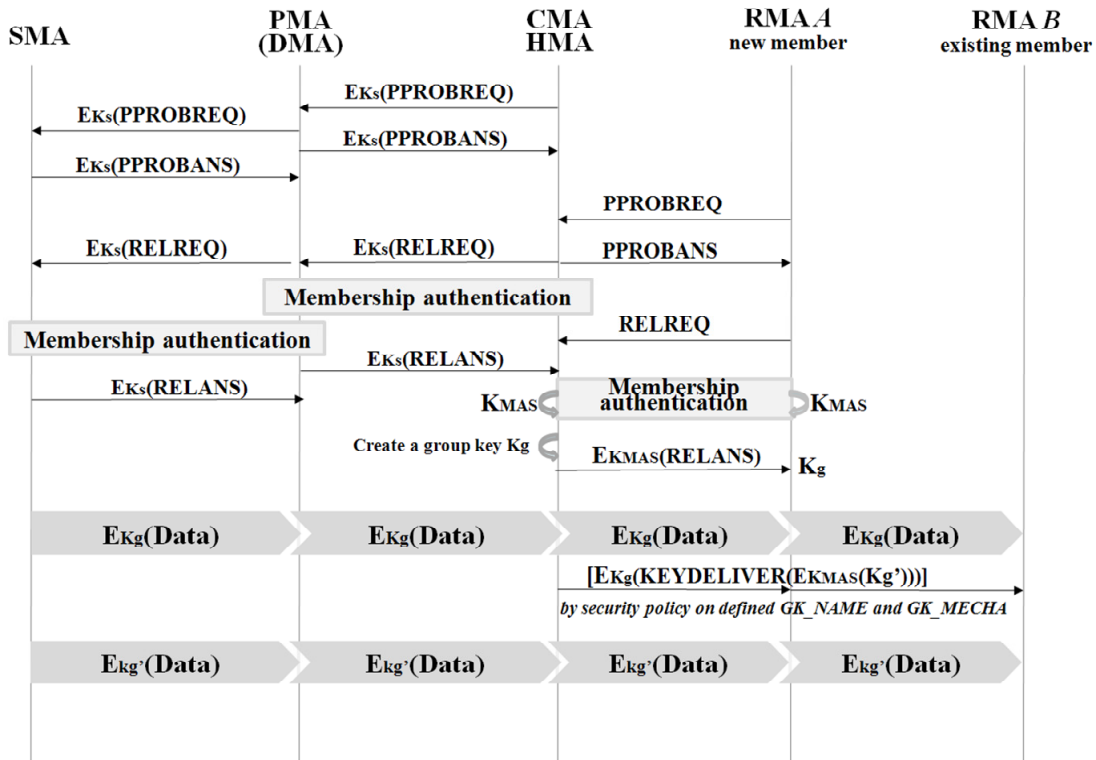 SMA
PMA
(DMA)
CMA
HMA
RMA A
new member
RMA B
existing member
EKs(PPROBREQ)
EKs(PPROBREQ)
EKs(PPROBANS)
EKs(PPROBANS)
PPROBREQ
EKs(RELREQ)
EKs(RELREQ)
PPROBANS
Membership authentication
RELREQ
Membership authentication
EKs(RELANS)
EKs(RELANS)
Membership
authentication
KMAS
KMAS
Create a group key Kg
EKMAS(RELANS)
Kg
EKg(Data)
EKg(Data)
EKg(Data)
EKg(Data)
[EKg(KEYDELIVER(EKMAS(Kg’)))]
by security policy on defined GK_NAME and GK_MECHA
Ekg’(Data)
Ekg’(Data)
Ekg’(Data)
Ekg’(Data)